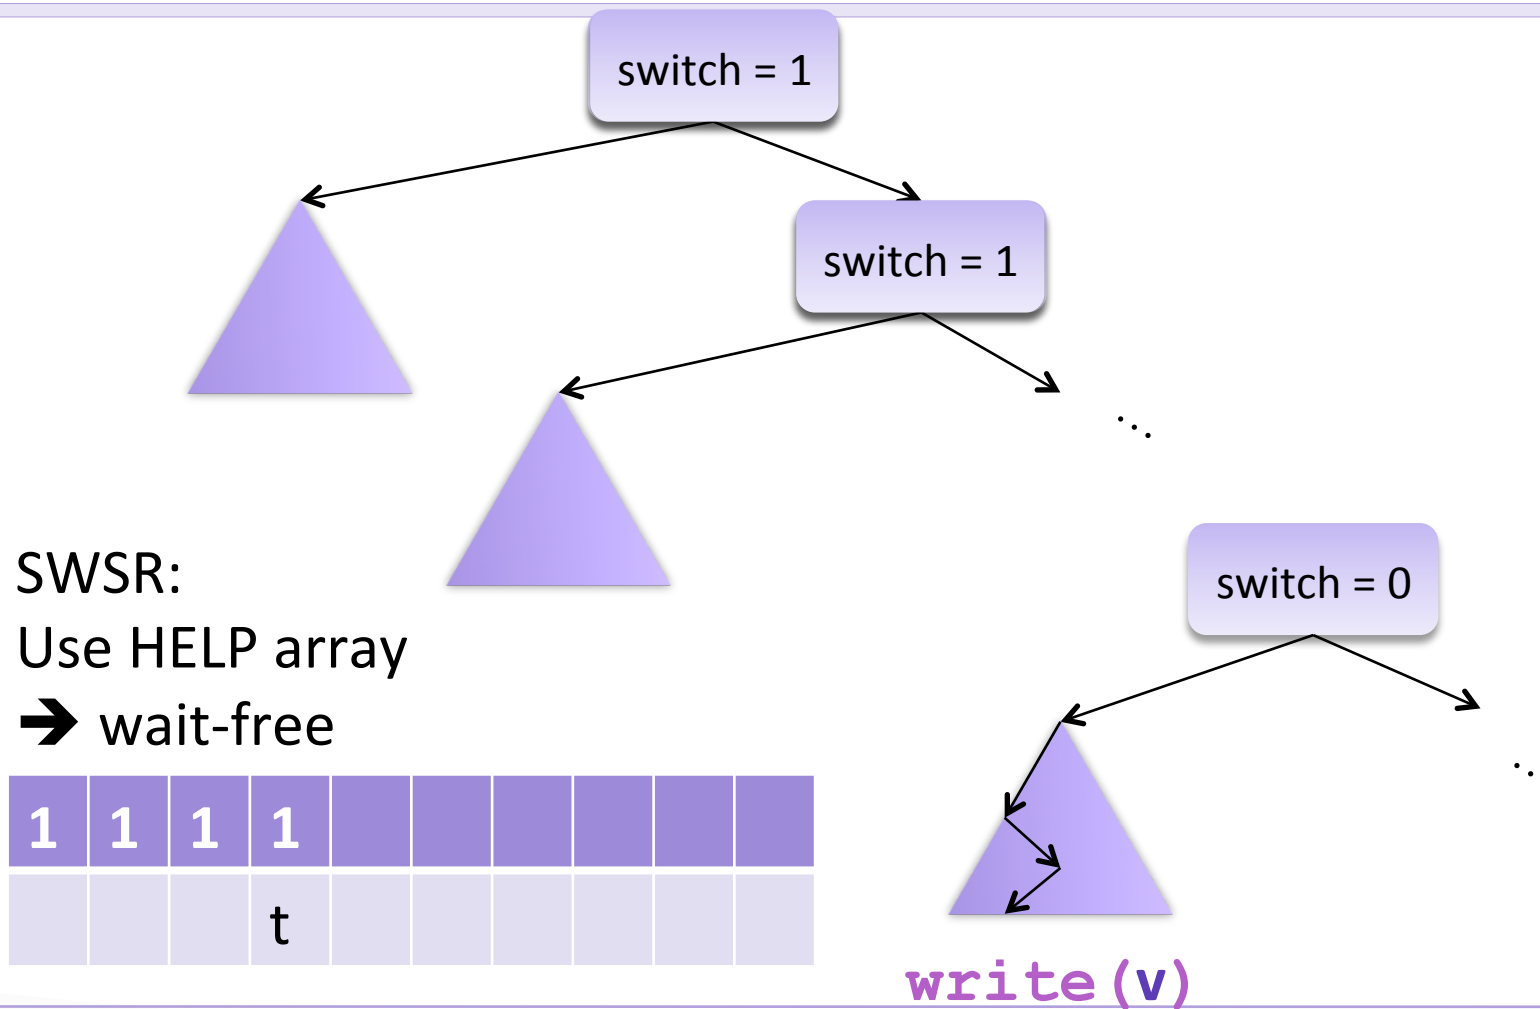 switch = 1
switch = 1
⋱
switch = 0
⋱
SWSR:
Use HELP array
➔ wait-free
1 1 1 1
t
write(v)